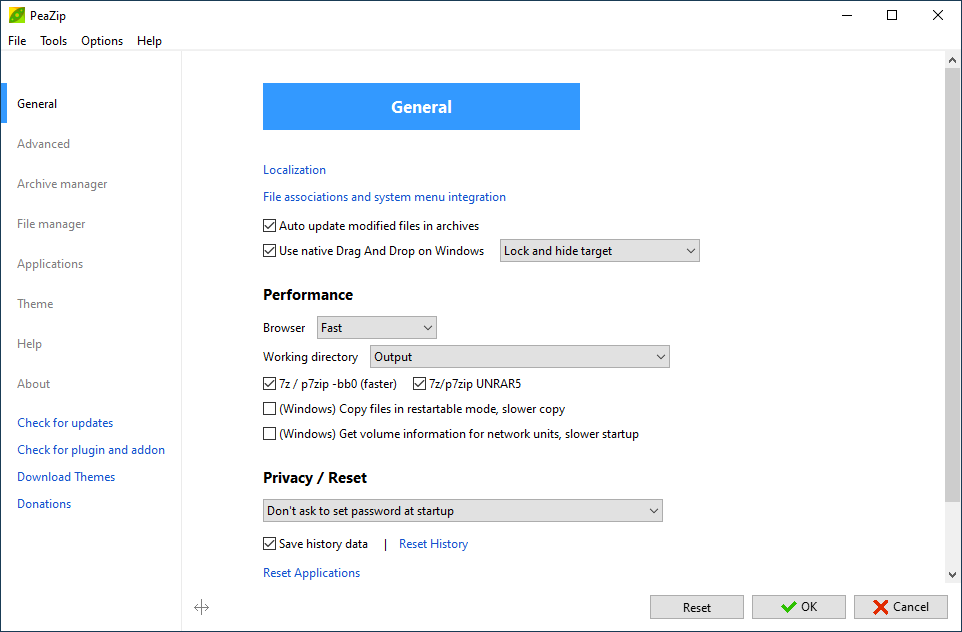 PeaZip
File Tools Options Help
General
Advanced
Archive manager
File manager
Applications
Theme
Help
About
Check for updates
Check for plugin and addon
Download Themes
Donations
General
Localization
File associations and system menu integration
Auto update modified files in archives
Use native Drag And Drop on Windows Lock and hide target
Performance
Browser Fast
Working directory Output
7z / p7zip -bb0 (faster) 7z/p7zip UNRAR5
(Windows) Copy files in restartable mode, slower copy
(Windows) Get volume information for network units, slower startup
Privacy / Reset
Don't ask to set password at startup
Save history data | Reset History
Reset Applications
Reset OK Cancel